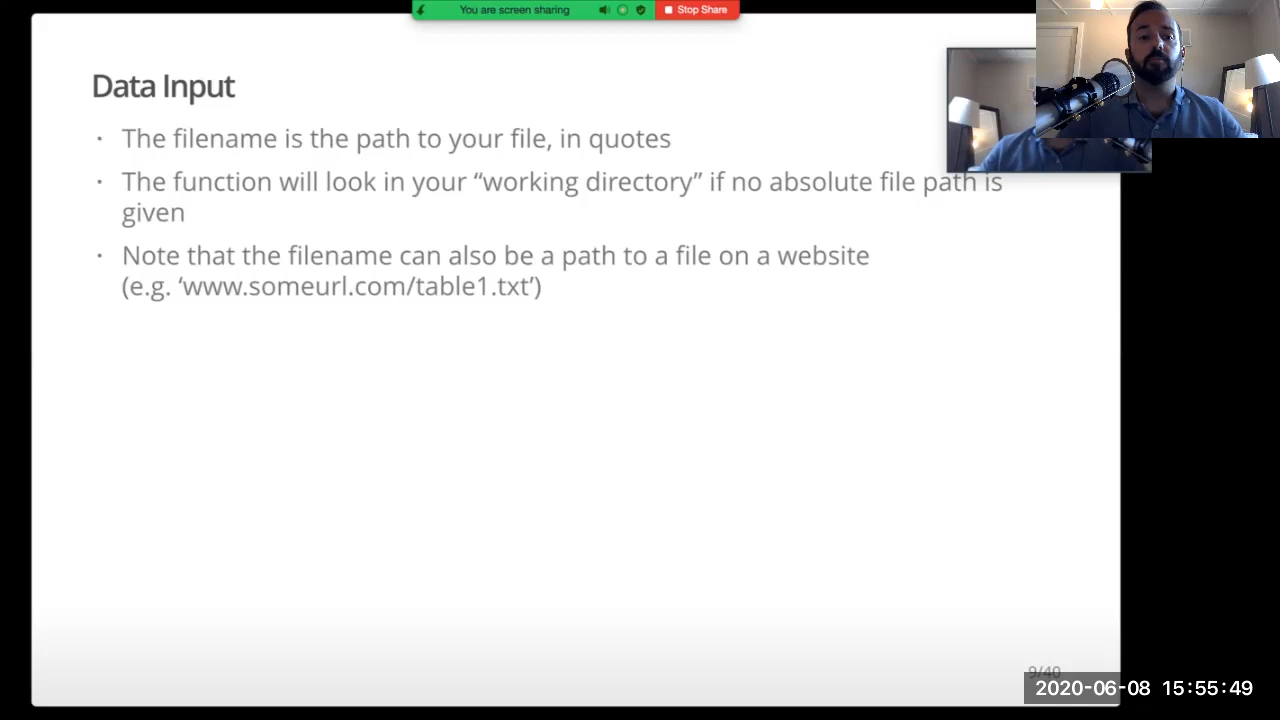 You are screen sharing
Stop Share
Data Input
· The filename is the path to your file, in quotes
· The function will look in your “working directory” if no absolute file path is
given
· Note that the filename can also be a path to a file on a website
(e.g. ‘www.someurl.com/table1.txt’)
9/40
2020-06-08 15:55:49